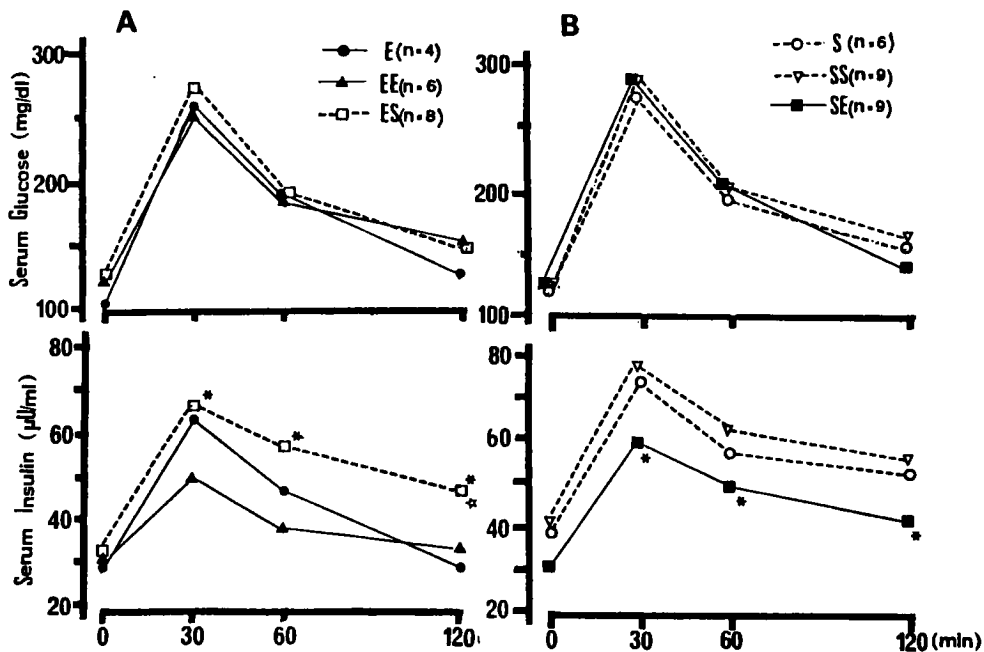 A
E(n=4)
EE(n=6)
ES(n=8)
Serum Glucose (mg/dl)
300
200
100
Serum Insulin (µU/ml)
80
60
40
20
*
*
*
☆
0 30 60 120
B
S (n=6)
SS(n=9)
SE(n=9)
300
200
100
80
60
40
20
*
*
*
0 30 60 120 (min)